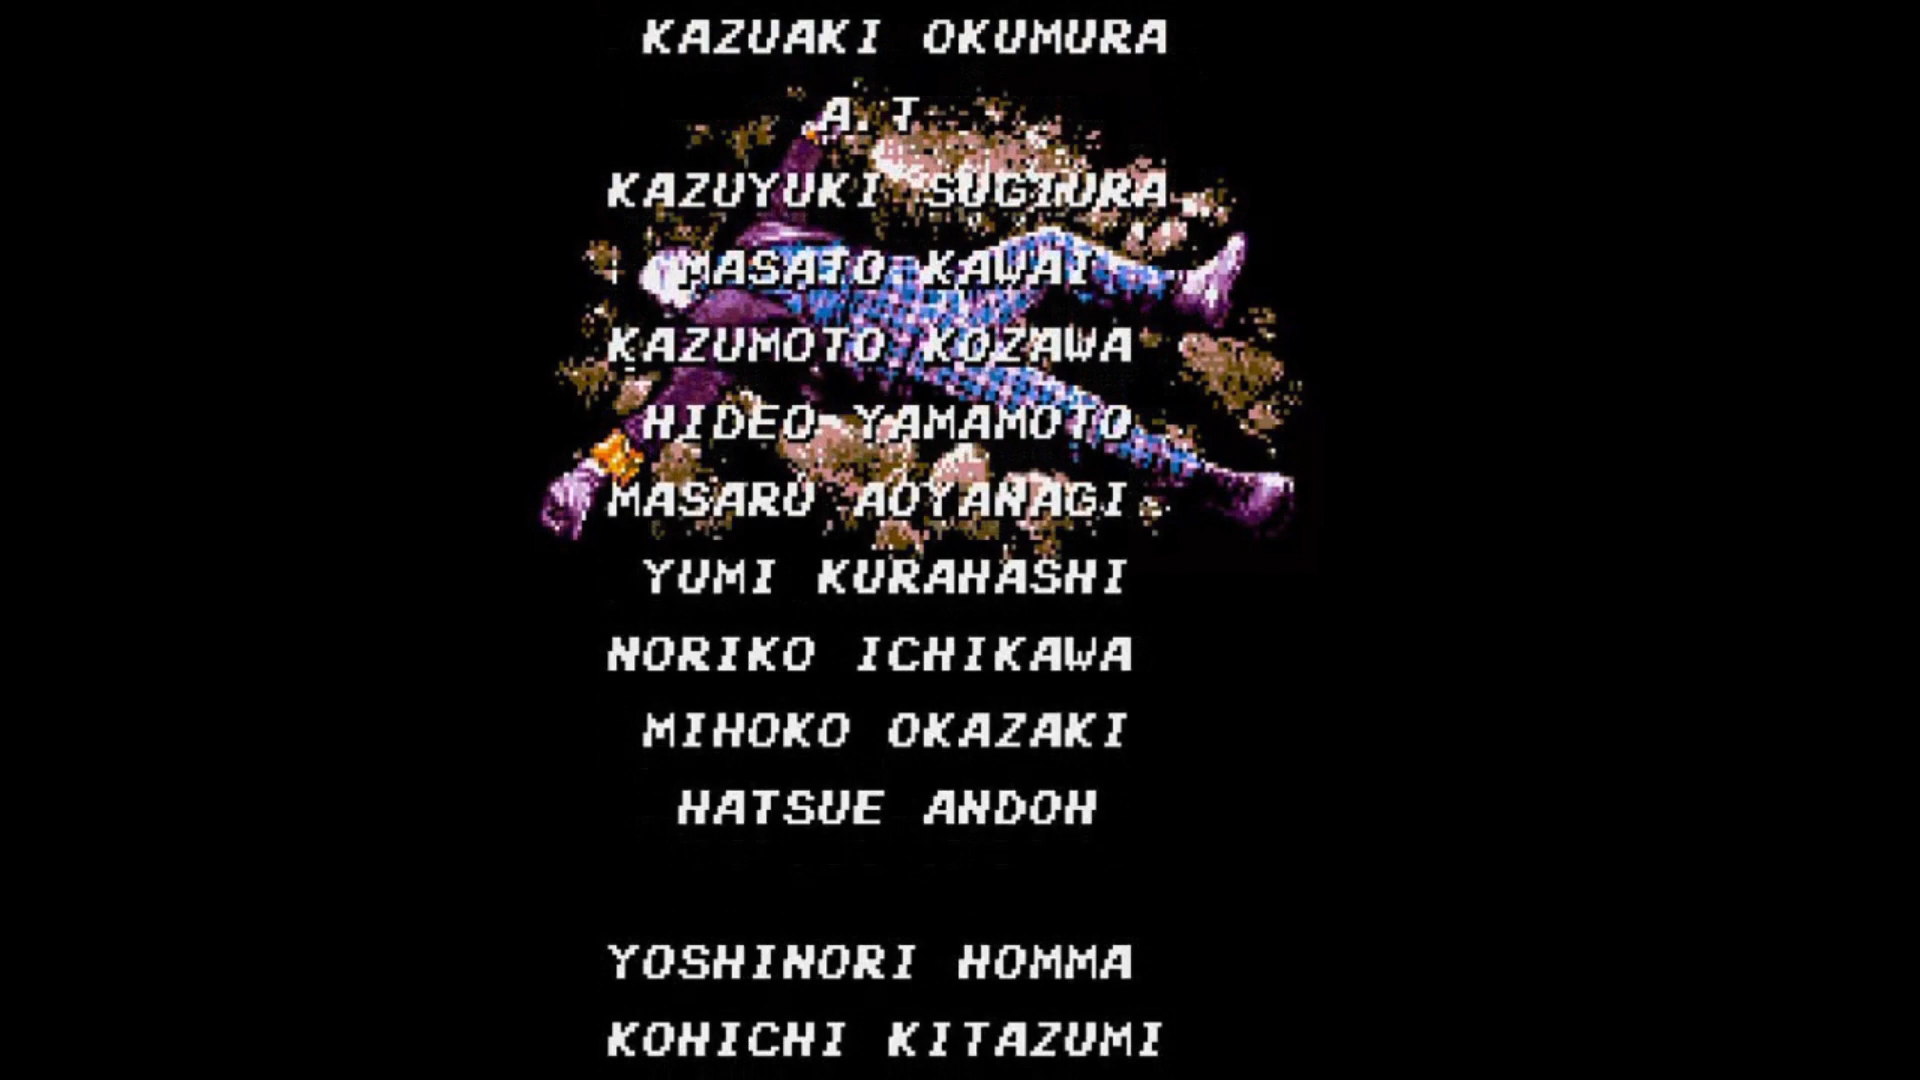 KAZUAKI OKUMURA
A.T
KAZUYUKI SUGIURA
MASATO KAWAI
KAZUMOTO KOZAWA
HIDEO YAMAMOTO
MASARU AOYANAGI
YUMI KURAHASHI
NORIKO ICHIKAWA
MIHOKO OKAZAKI
HATSUE ANDOH
YOSHINORI HOMMA
KOHICHI KITAZUMI